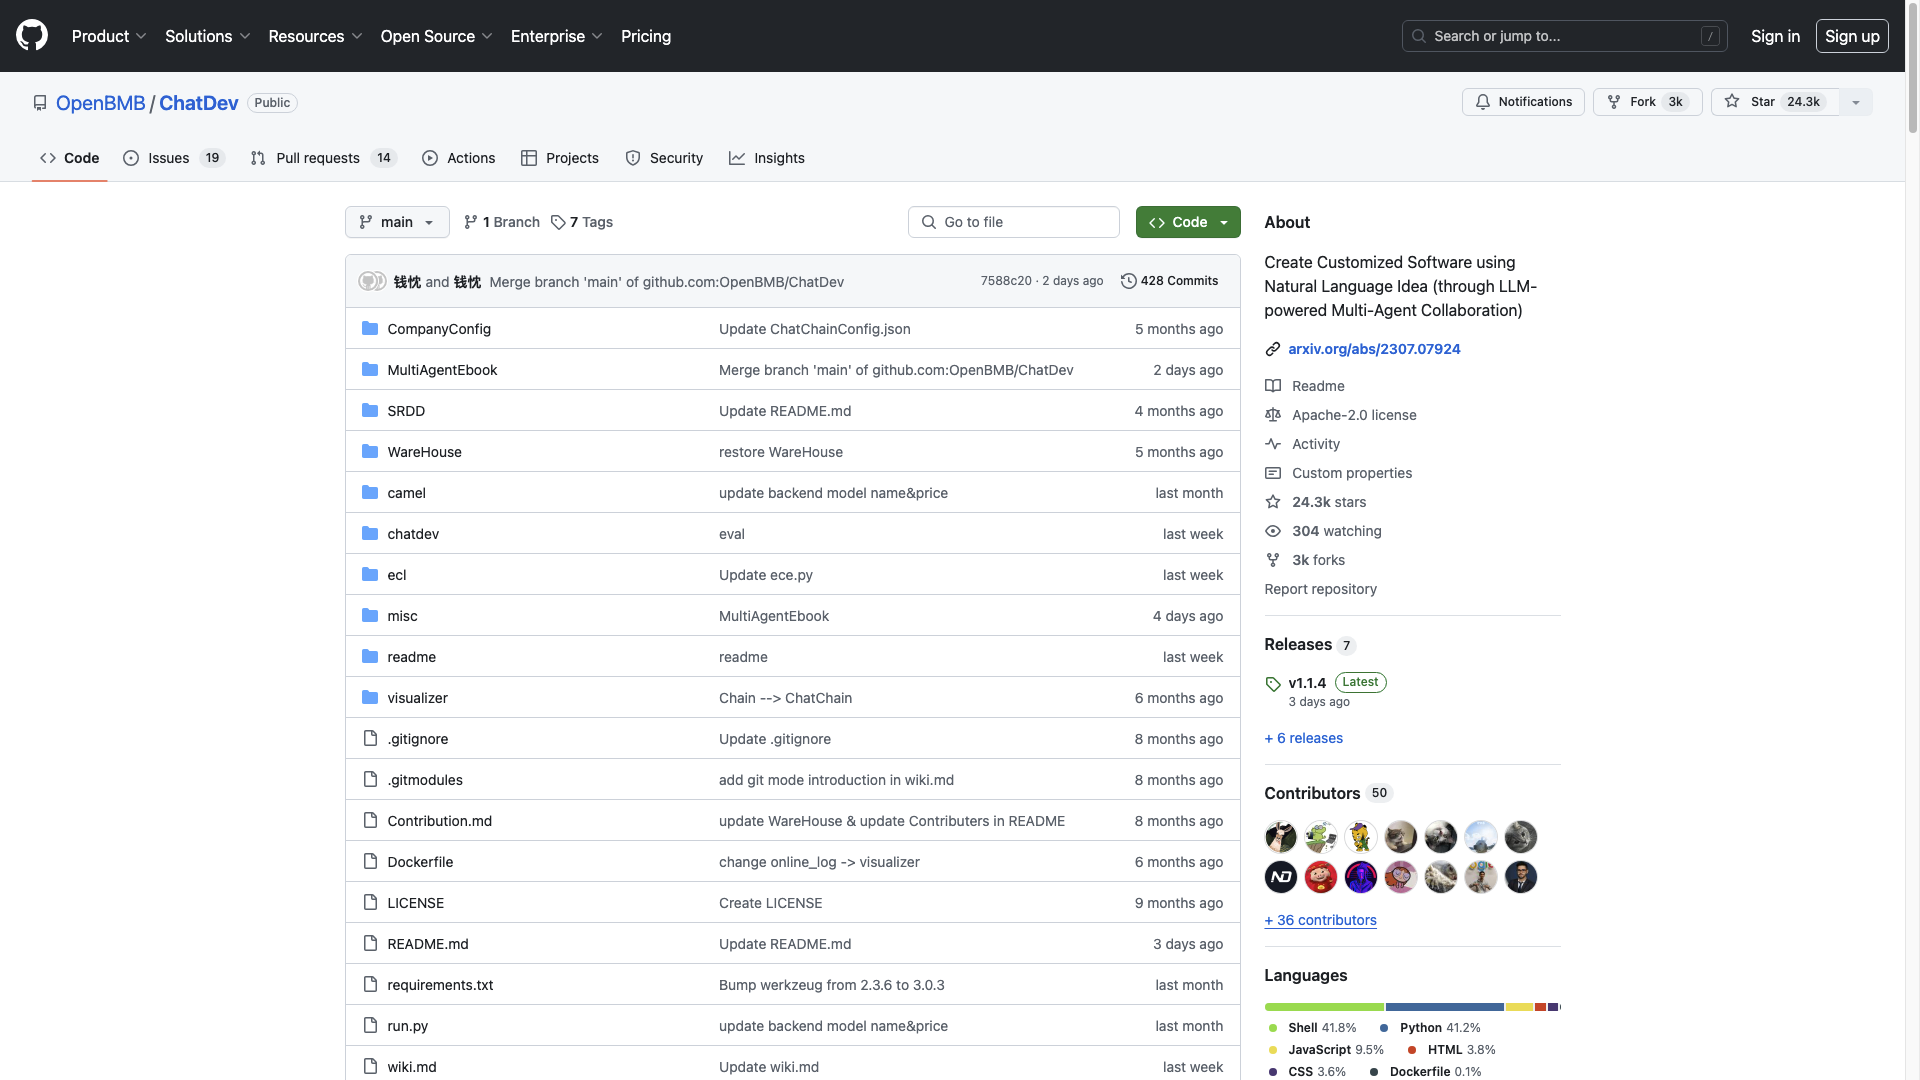 Product Solutions Resources Open Source Enterprise Pricing Search or jump to... / Sign in Sign up
OpenBMB / ChatDev Public Notifications Fork 3k Star 24.3k
Code Issues 19 Pull requests 14 Actions Projects Security Insights
main 1 Branch 7 Tags Go to file Code
钱忱 and 钱忱 Merge branch 'main' of github.com:OpenBMB/ChatDev 7588c20 · 2 days ago 428 Commits
CompanyConfig Update ChatChainConfig.json 5 months ago
MultiAgentEbook Merge branch 'main' of github.com:OpenBMB/ChatDev 2 days ago
SRDD Update README.md 4 months ago
WareHouse restore WareHouse 5 months ago
camel update backend model name&price last month
chatdev eval last week
ecl Update ece.py last week
misc MultiAgentEbook 4 days ago
readme readme last week
visualizer Chain --> ChatChain 6 months ago
.gitignore Update .gitignore 8 months ago
.gitmodules add git mode introduction in wiki.md 8 months ago
Contribution.md update WareHouse & update Contributers in README 8 months ago
Dockerfile change online_log -> visualizer 6 months ago
LICENSE Create LICENSE 9 months ago
README.md Update README.md 3 days ago
requirements.txt Bump werkzeug from 2.3.6 to 3.0.3 last month
run.py update backend model name&price last month
wiki.md Update wiki.md last week
About
Create Customized Software using
Natural Language Idea (through LLM-
powered Multi-Agent Collaboration)
arxiv.org/abs/2307.07924
Readme
Apache-2.0 license
Activity
Custom properties
24.3k stars
304 watching
3k forks
Report repository
Releases 7
v1.1.4 Latest
3 days ago
+ 6 releases
Contributors 50
ND
+ 36 contributors
Languages
Shell 41.8% Python 41.2%
JavaScript 9.5% HTML 3.8%
CSS 3.6% Dockerfile 0.1%